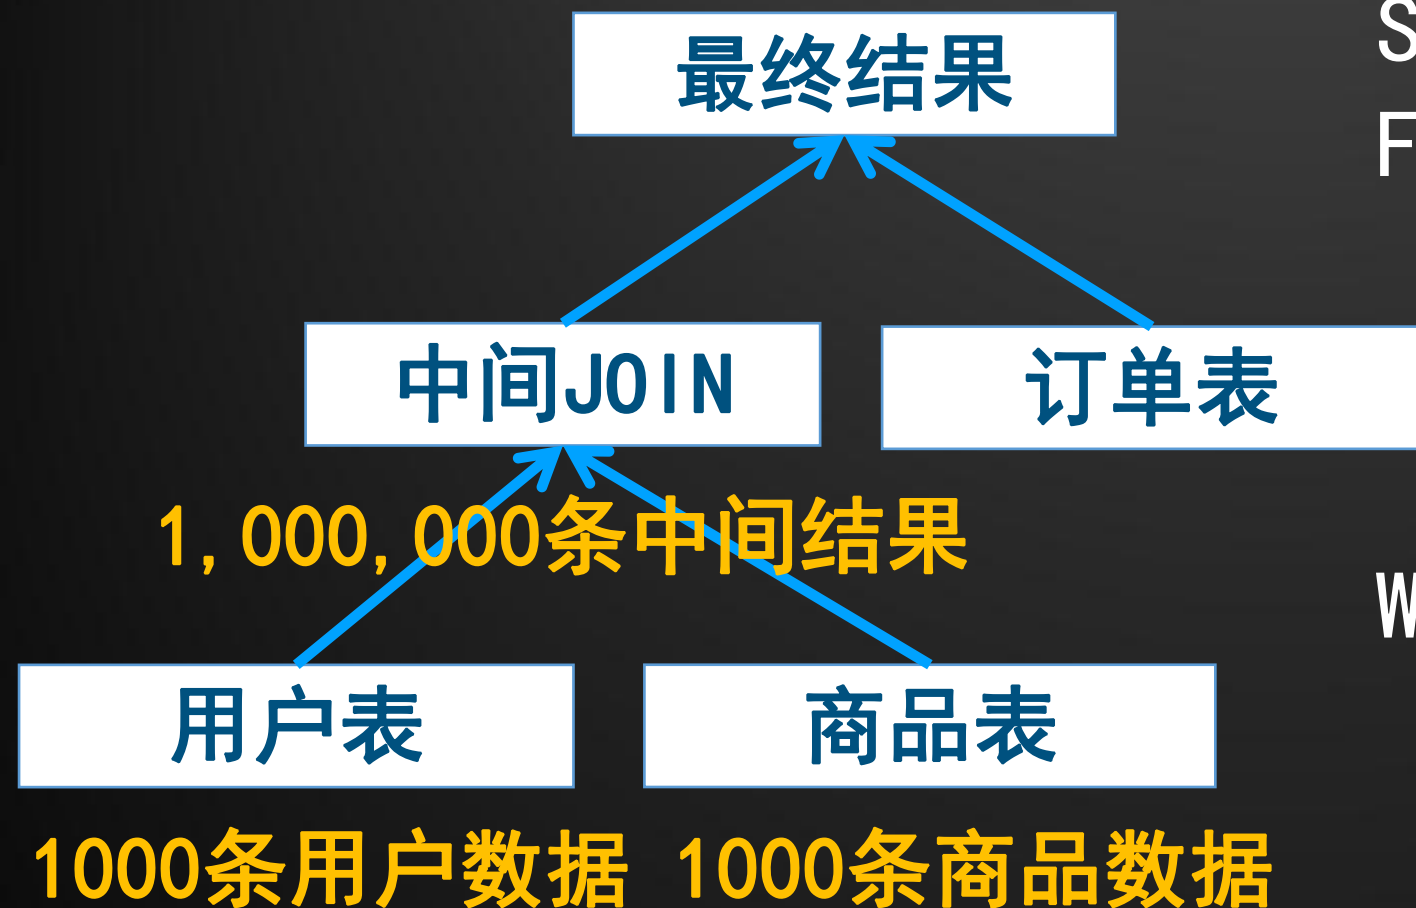 最终结果
S
F
中间JOIN
订单表
1,000,000条中间结果
W
用户表
商品表
1000条用户数据
1000条商品数据